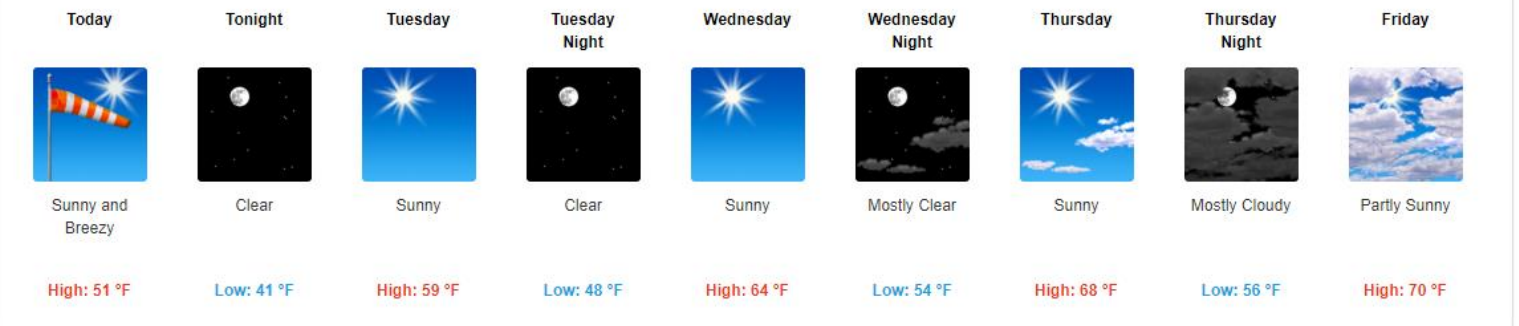 Today
Tonight
Tuesday
Tuesday
Night
Wednesday
Wednesday
Night
Thursday
Thursday
Night
Friday
Sunny and
Breezy
Clear
Sunny
Clear
Sunny
Mostly Clear
Sunny
Mostly Cloudy
Partly Sunny
High: 51 °F
Low: 41 °F
High: 59 °F
Low: 48 °F
High: 64 °F
Low: 54 °F
High: 68 °F
Low: 56 °F
High: 70 °F